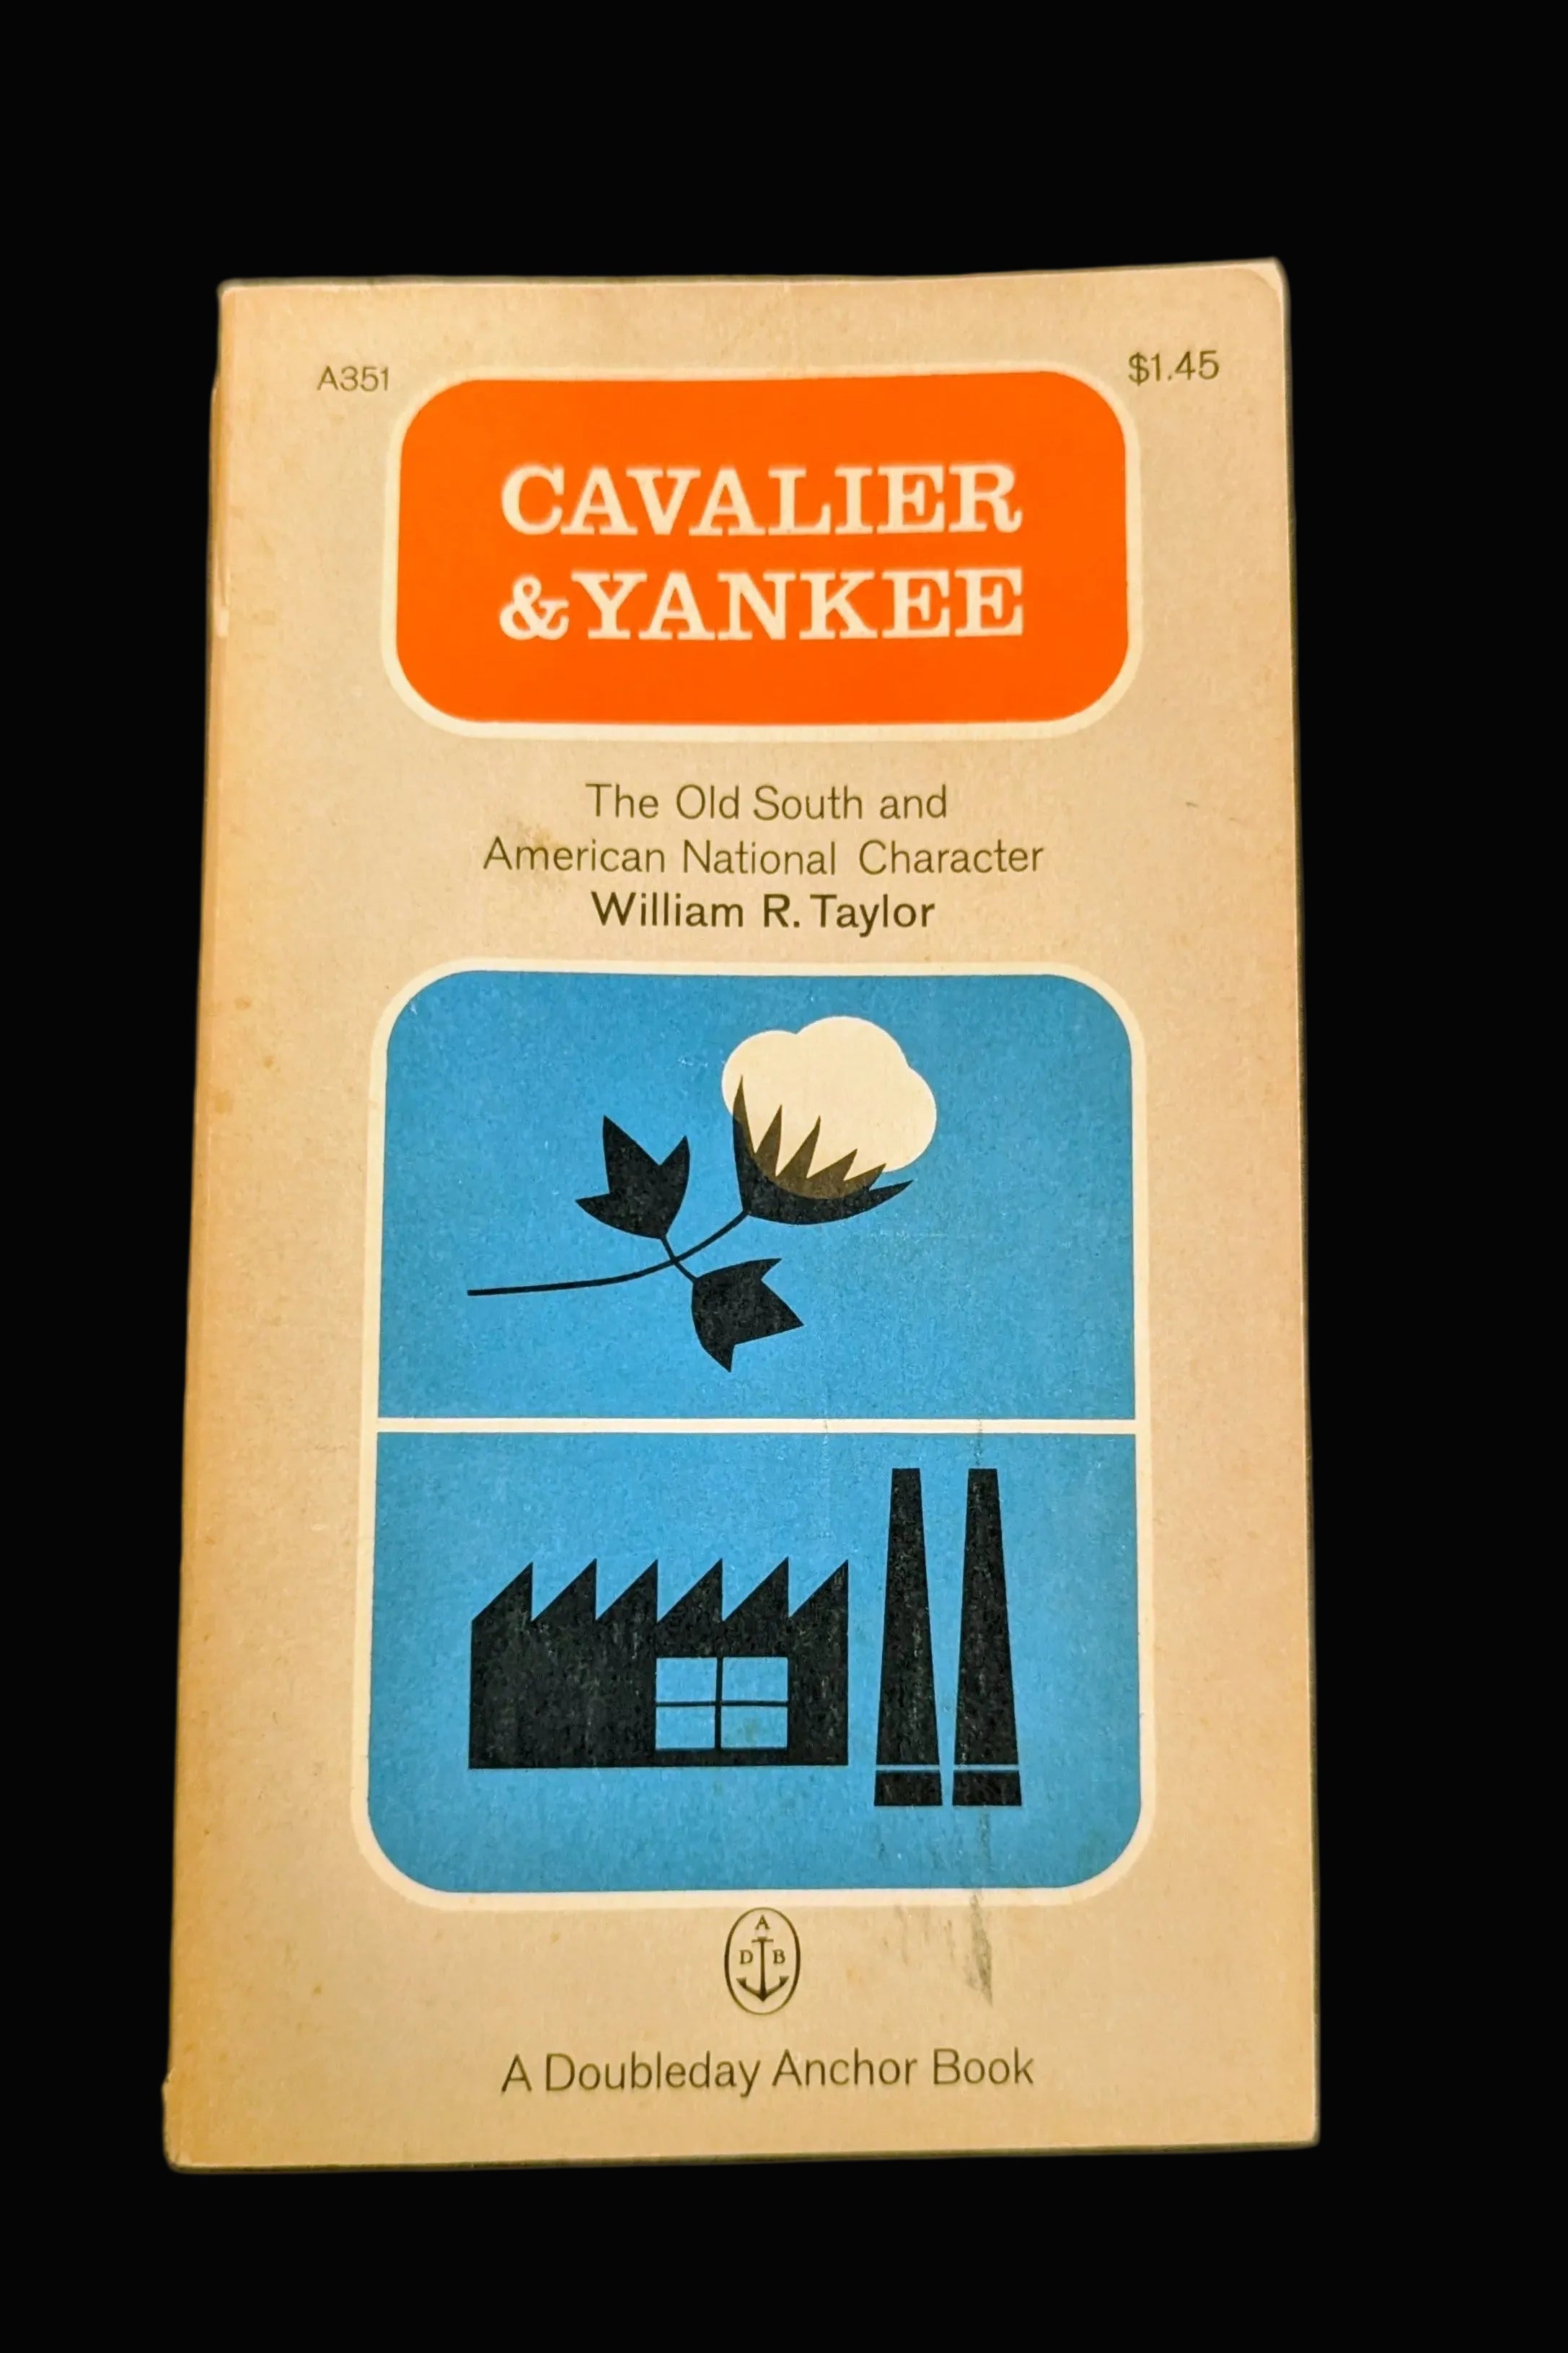 A351
$1.45
CAVALIER
&YANKEE
The Old South and
American National Character
William R. Taylor
A
D B
A Doubleday Anchor Book